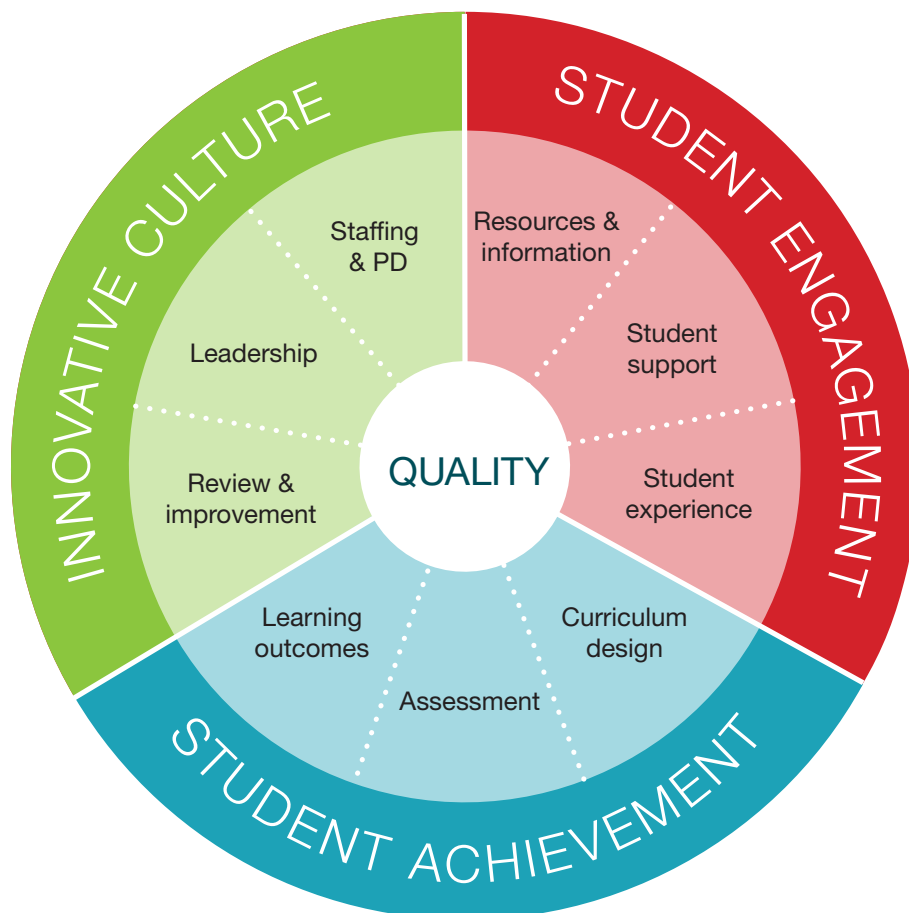 INNOVATIVE CULTURE
STUDENT ENGAGEMENT
Staffing
& PD
Resources &
information
Leadership
Student
support
QUALITY
Review &
improvement
Student
experience
Learning
outcomes
Curriculum
design
Assessment
STUDENT ACHIEVEMENT